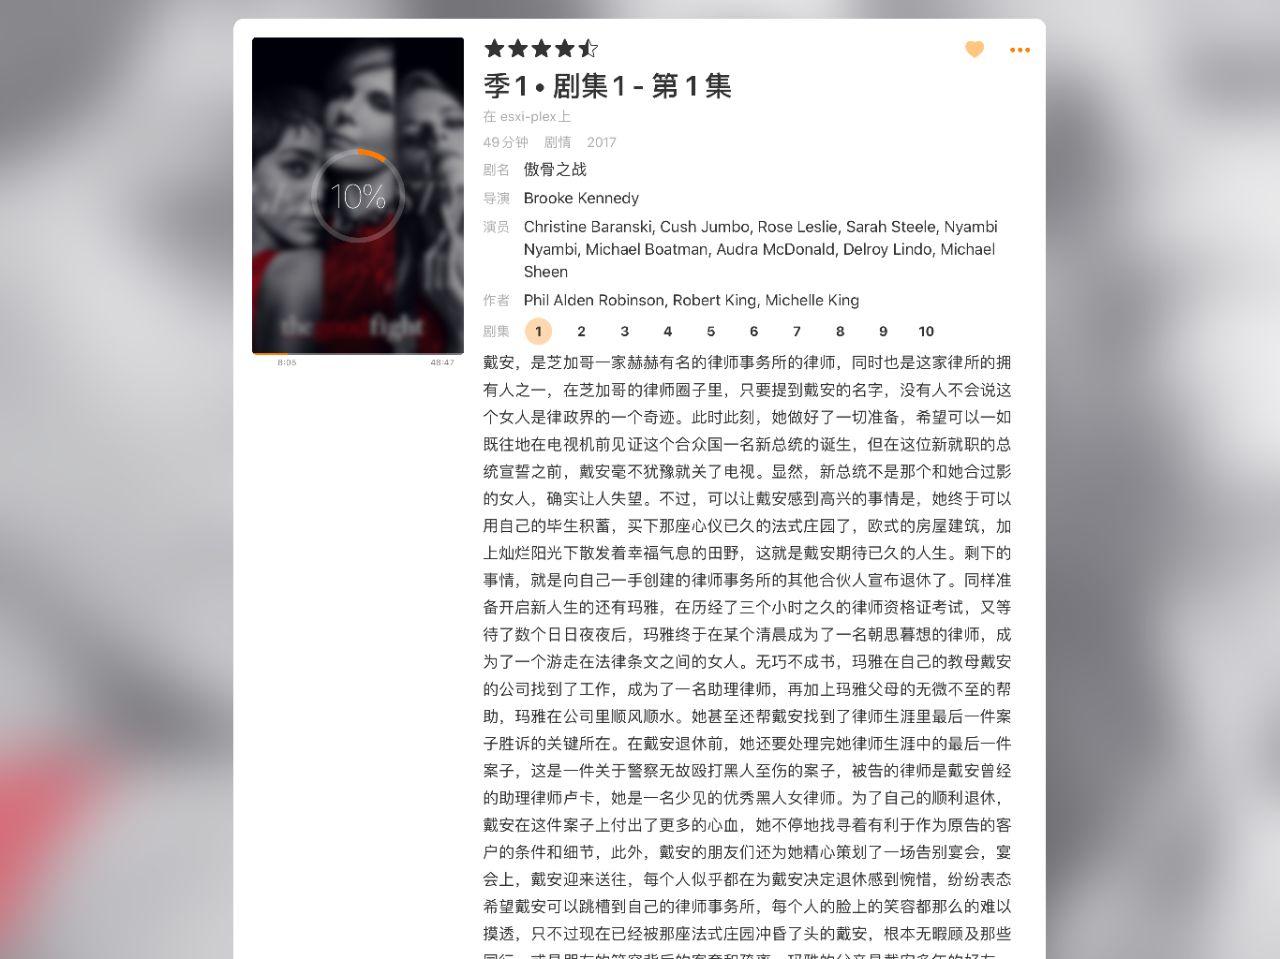 季 1 • 剧集 1 - 第 1 集
在 esxi-plex 上
49 分钟 剧情 2017
10%
剧名 傲骨之战
导演 Brooke Kennedy
演员 Christine Baranski, Cush Jumbo, Rose Leslie, Sarah Steele, Nyambi
Nyambi, Michael Boatman, Audra McDonald, Delroy Lindo, Michael
Sheen
作者 Phil Alden Robinson, Robert King, Michelle King
the good fight
剧集 1 2 3 4 5 6 7 8 9 10
8:05 48:47
戴安，是芝加哥一家赫赫有名的律师事务所的律师，同时也是这家律所的拥
有人之一，在芝加哥的律师圈子里，只要提到戴安的名字，没有人不会说这
个女人是律政界的一个奇迹。此时此刻，她做好了一切准备，希望可以一如
既往地在电视机前见证这个合众国一名新总统的诞生，但在这位新就职的总
统宣誓之前，戴安毫不犹豫就关了电视。显然，新总统不是那个和她合过影
的女人，确实让人失望。不过，可以让戴安感到高兴的事情是，她终于可以
用自己的毕生积蓄，买下那座心仪已久的法式庄园了，欧式的房屋建筑，加
上灿烂阳光下散发着幸福气息的田野，这就是戴安期待已久的人生。剩下的
事情，就是向自己一手创建的律师事务所的其他合伙人宣布退休了。同样准
备开启新人生的还有玛雅，在历经了三个小时之久的律师资格证考试，又等
待了数个日日夜夜后，玛雅终于在某个清晨成为了一名朝思暮想的律师，成
为了一个游走在法律条文之间的女人。无巧不成书，玛雅在自己的教母戴安
的公司找到了工作，成为了一名助理律师，再加上玛雅父母的无微不至的帮
助，玛雅在公司里顺风顺水。她甚至还帮戴安找到了律师生涯里最后一件案
子胜诉的关键所在。在戴安退休前，她还要处理完她律师生涯中的最后一件
案子，这是一件关于警察无故殴打黑人至伤的案子，被告的律师是戴安曾经
的助理律师卢卡，她是一名少见的优秀黑人女律师。为了自己的顺利退休，
戴安在这件案子上付出了更多的心血，她不停地找寻着有利于作为原告的客
户的条件和细节，此外，戴安的朋友们还为她精心策划了一场告别宴会，宴
会上，戴安迎来送往，每个人似乎都在为戴安决定退休感到惋惜，纷纷表态
希望戴安可以跳槽到自己的律师事务所，每个人的脸上的笑容都那么的难以
摸透，只不过现在已经被那座法式庄园冲昏了头的戴安，根本无暇顾及那些